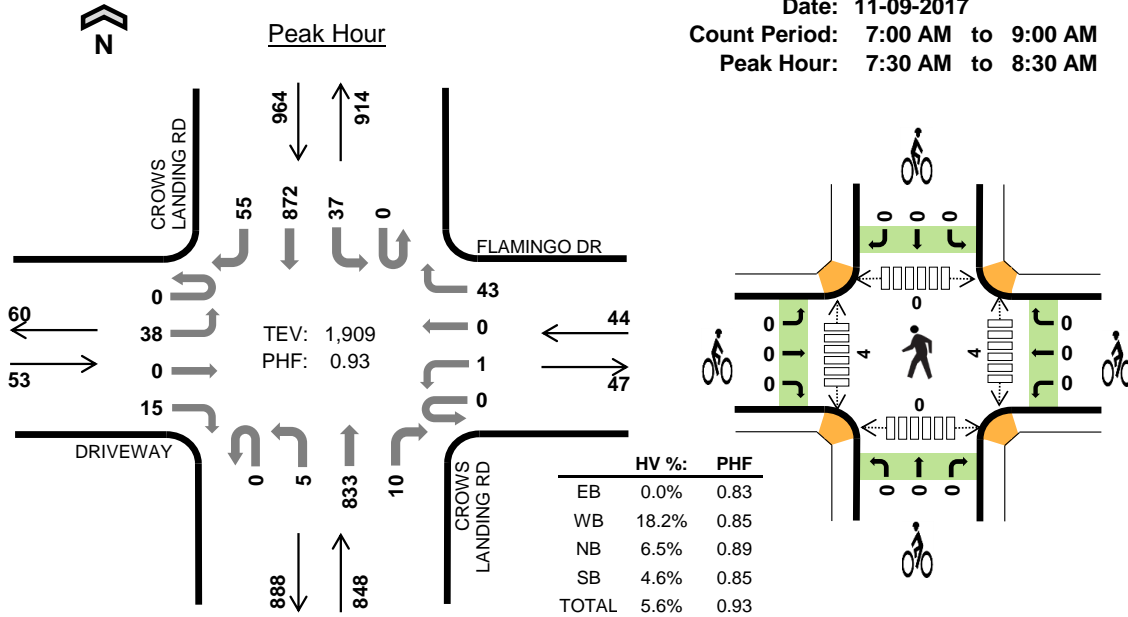 Date: 11-09-2017
Count Period: 7:00 AM to 9:00 AM
Peak Hour: 7:30 AM to 8:30 AM
N
Peak Hour
964
914
CROWS
LANDING RD
55
872
37
0
FLAMINGO DR
0
38
0
15
60
53
TEV: 1,909
PHF: 0.93
43
0
1
0
44
47
DRIVEWAY
0
5
833
10
CROWS
LANDING RD
888
848
HV %: PHF
EB 0.0% 0.83
WB 18.2% 0.85
NB 6.5% 0.89
SB 4.6% 0.85
TOTAL 5.6% 0.93
0 0 0
0
0
0
0
4
4
0
0
0
0
0 0 0